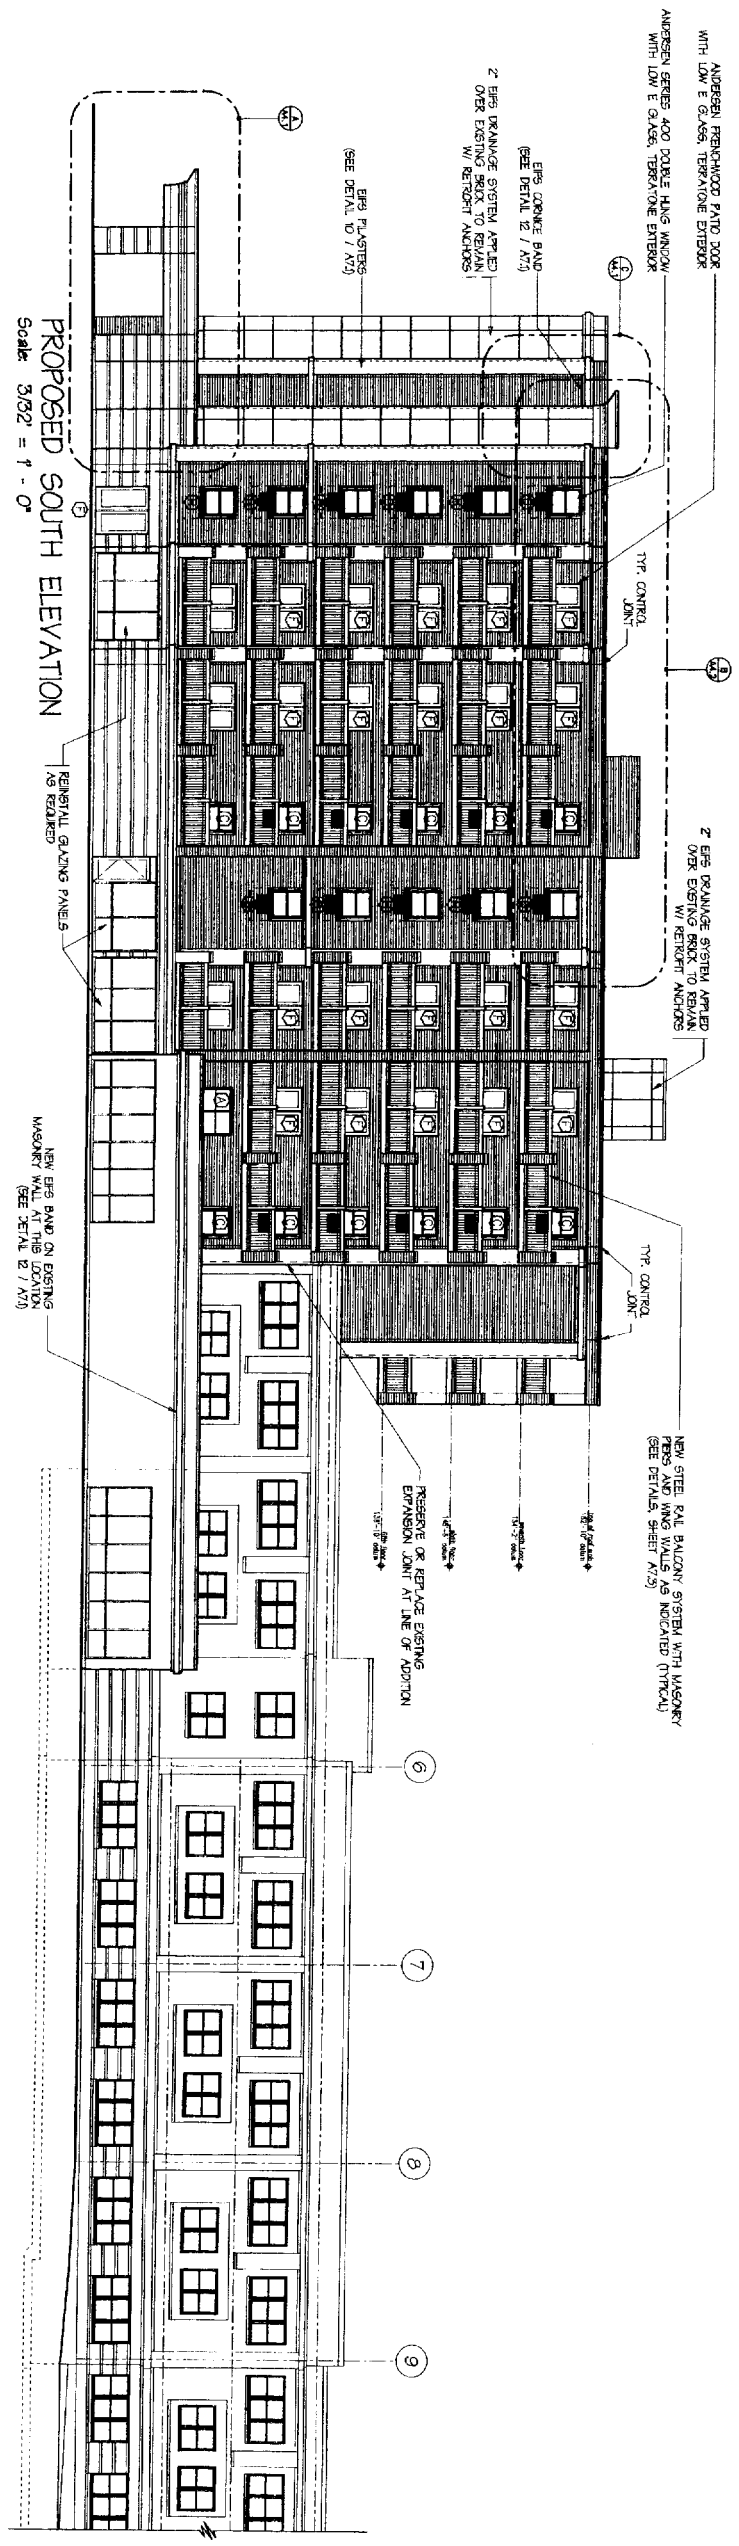 ANDERSEN FRENCHWOOD PATIO DOOR
WITH LOW E GLASS, TERRATONE EXTERIOR
ANDERSEN SERIES 400 DOUBLE HUNG WINDOW
WITH LOW E GLASS, TERRATONE EXTERIOR
2" EIFS DRAINAGE SYSTEM APPLIED
OVER EXISTING BRICK TO REMAIN
W/ RETROFIT ANCHORS
EIFS CORNICE BAND
(SEE DETAIL 12 / A7.1)
EIFS PILASTERS
(SEE DETAIL 10 / A7.1)
A
A4.1
C
A4.1
B
A4.2
TYP. CONTROL
JOINT
2" EIFS DRAINAGE SYSTEM APPLIED
OVER EXISTING BRICK TO REMAIN
W/ RETROFIT ANCHORS
TYP. CONTROL
JOINT
NEW STEEL RAIL BALCONY SYSTEM WITH MASONRY
PIERS AND WING WALLS AS INDICATED (TYPICAL)
(SEE DETAILS, SHEET A7.3)
PRESERVE OR REPLACE EXISTING
EXPANSION JOINT AT LINE OF ADDITION
6
7
8
9
REINSTALL GLAZING PANELS
AS REQUIRED
NEW EIFS BAND ON EXISTING
MASONRY WALL AT THIS LOCATION
(SEE DETAIL 12 / A7.1)
PROPOSED SOUTH ELEVATION
Scale: 3/32" = 1' - 0"